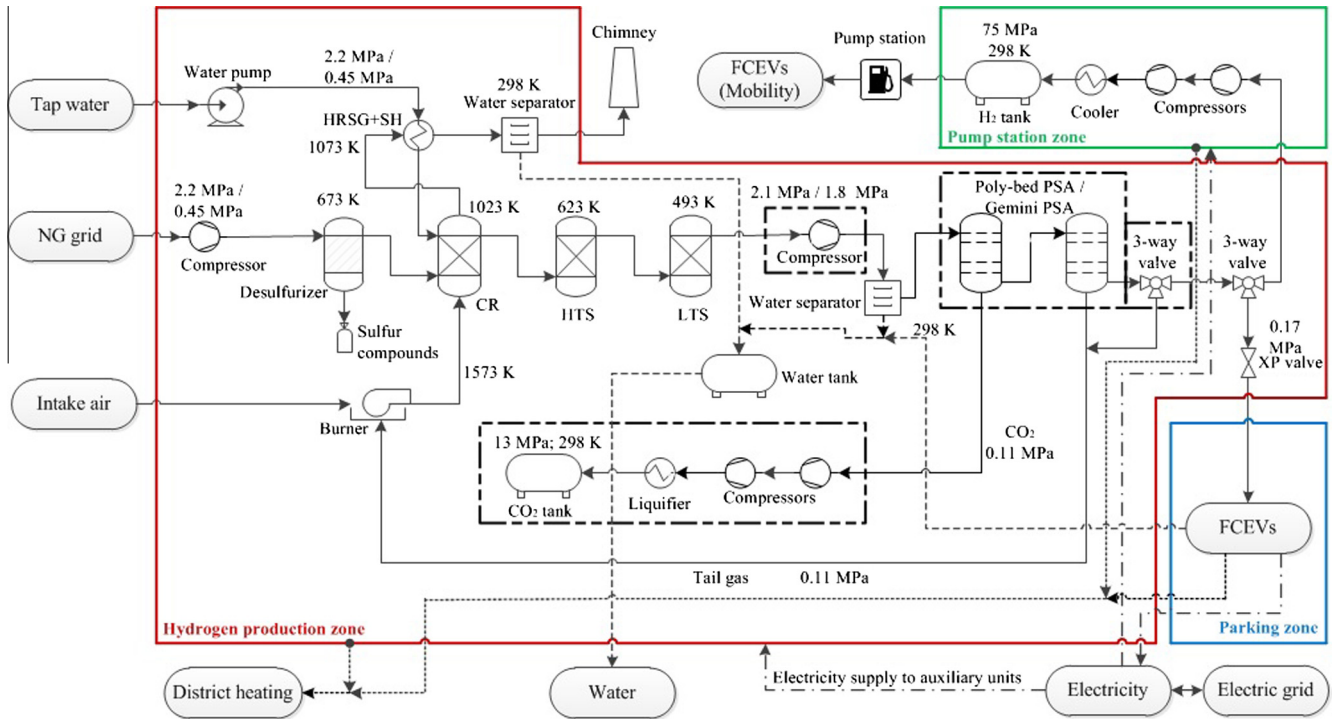 Chimney
Pump station
75 MPa
298 K
2.2 MPa /
0.45 MPa
Water pump
298 K
Water separator
FCEVs
(Mobility)
Tap water
Cooler
Compressors
H2 tank
Pump station zone
HRSG+SH
1073 K
2.2 MPa /
0.45 MPa
673 K
1023 K
623 K
493 K
2.1 MPa / 1.8 MPa
Poly-bed PSA /
Gemini PSA
NG grid
Compressor
Compressor
3-way
valve
3-way
valve
Desulfurizer
CR
HTS
LTS
Water separator
298 K
Sulfur
compounds
0.17
MPa
XP valve
1573 K
Water tank
Intake air
Burner
13 MPa; 298 K
CO2
0.11 MPa
CO2 tank
Liquifier
Compressors
FCEVs
Tail gas 0.11 MPa
Hydrogen production zone
Parking zone
District heating
Water
Electricity supply to auxiliary units
Electricity
Electric grid